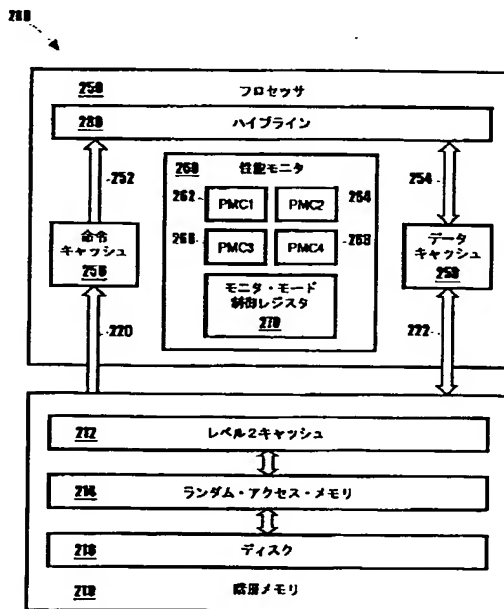 250 プロセッサ
280 パイプライン
252
254
260 性能モニタ
262 PMC1 PMC2 264
266 PMC3 PMC4 268
命令
キャッシュ
256
データ
キャッシュ
258
モニタ・モード
制御レジスタ
270
220
222
212 レベル2キャッシュ
214 ランダム・アクセス・メモリ
ディスク
210 階層メモリ